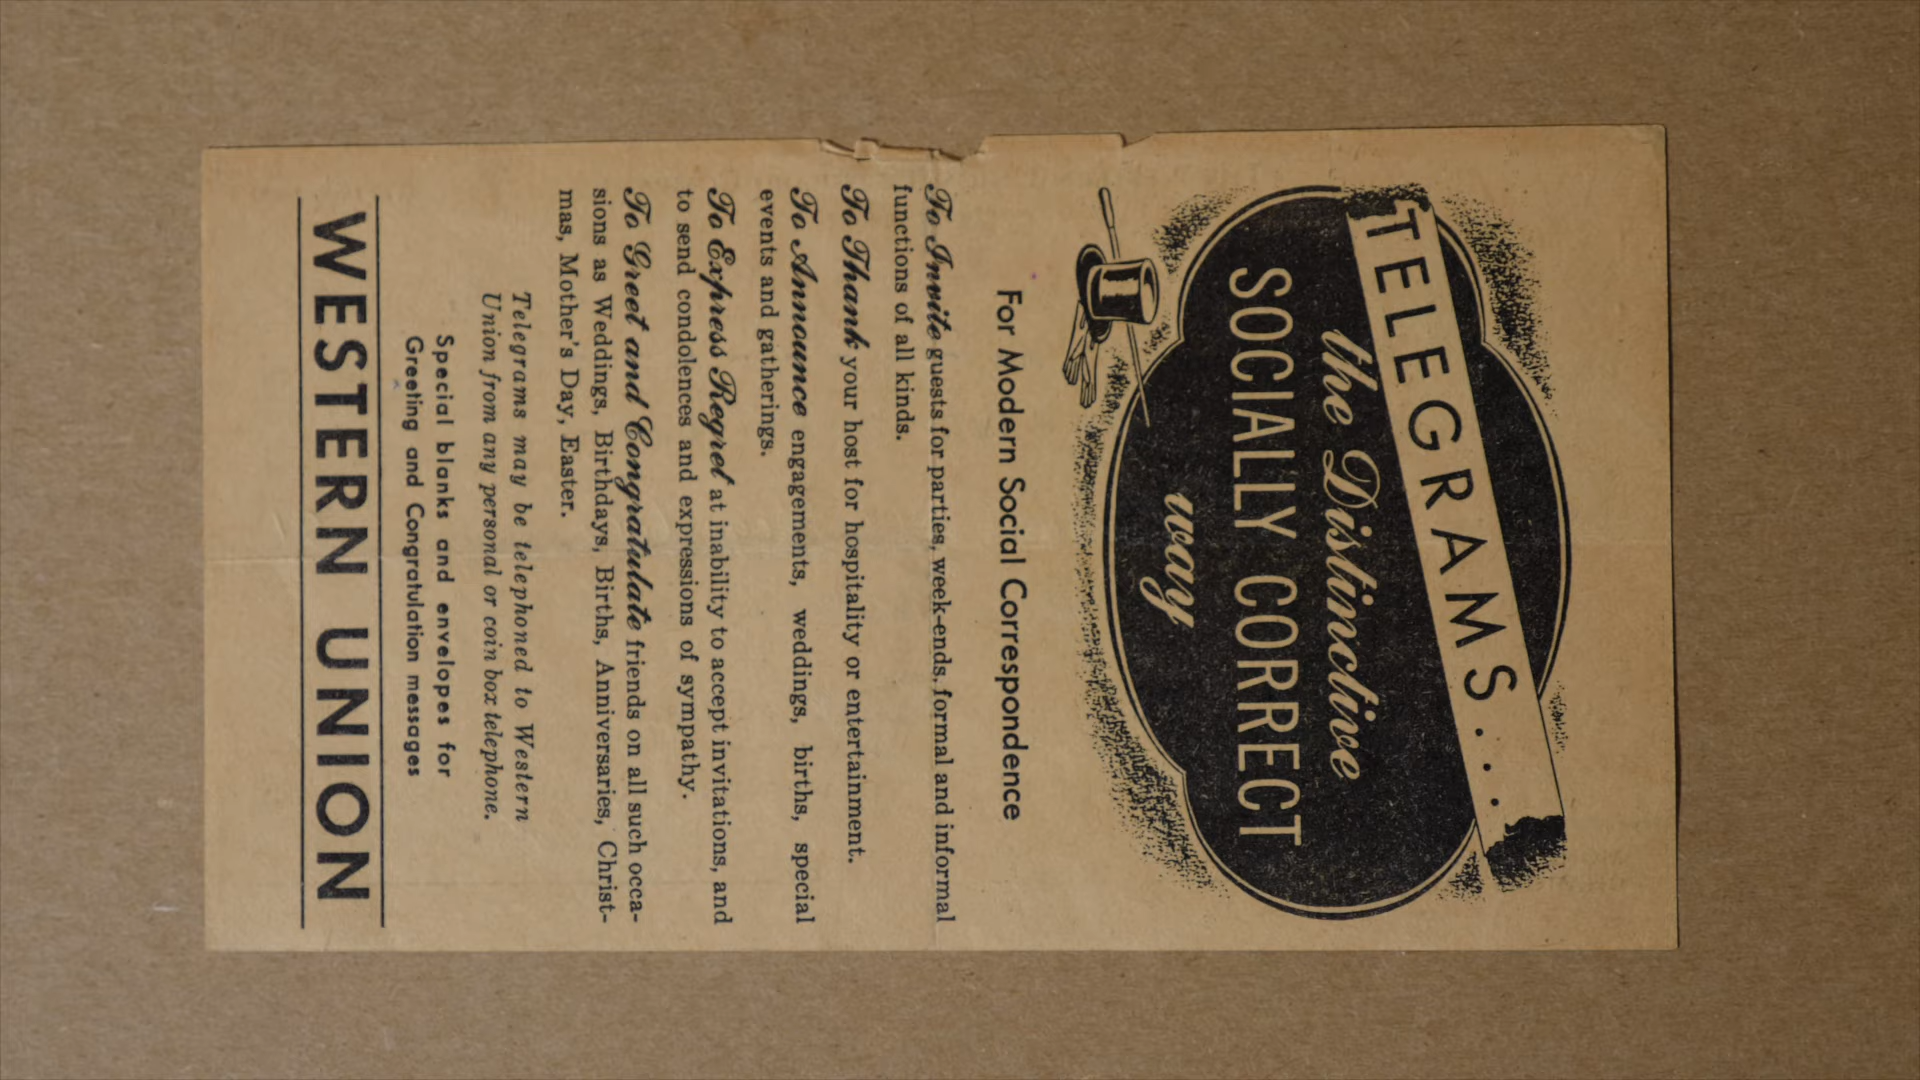 TELEGRAMS...
the Distinctive
SOCIALLY CORRECT
way
For Modern Social Correspondence
To Invite guests for parties, week-ends, formal and informal
functions of all kinds.
To Thank your host for hospitality or entertainment.
To Announce engagements, weddings, births, special
events and gatherings.
To Express Regret at inability to accept invitations, and
to send condolences and expressions of sympathy.
To Greet and Congratulate friends on all such occa-
sions as Weddings, Birthdays, Births, Anniversaries, Christ-
mas, Mother's Day, Easter.
Telegrams may be telephoned to Western
Union from any personal or coin box telephone.
Special blanks and envelopes for
Greeting and Congratulation messages
WESTERN UNION